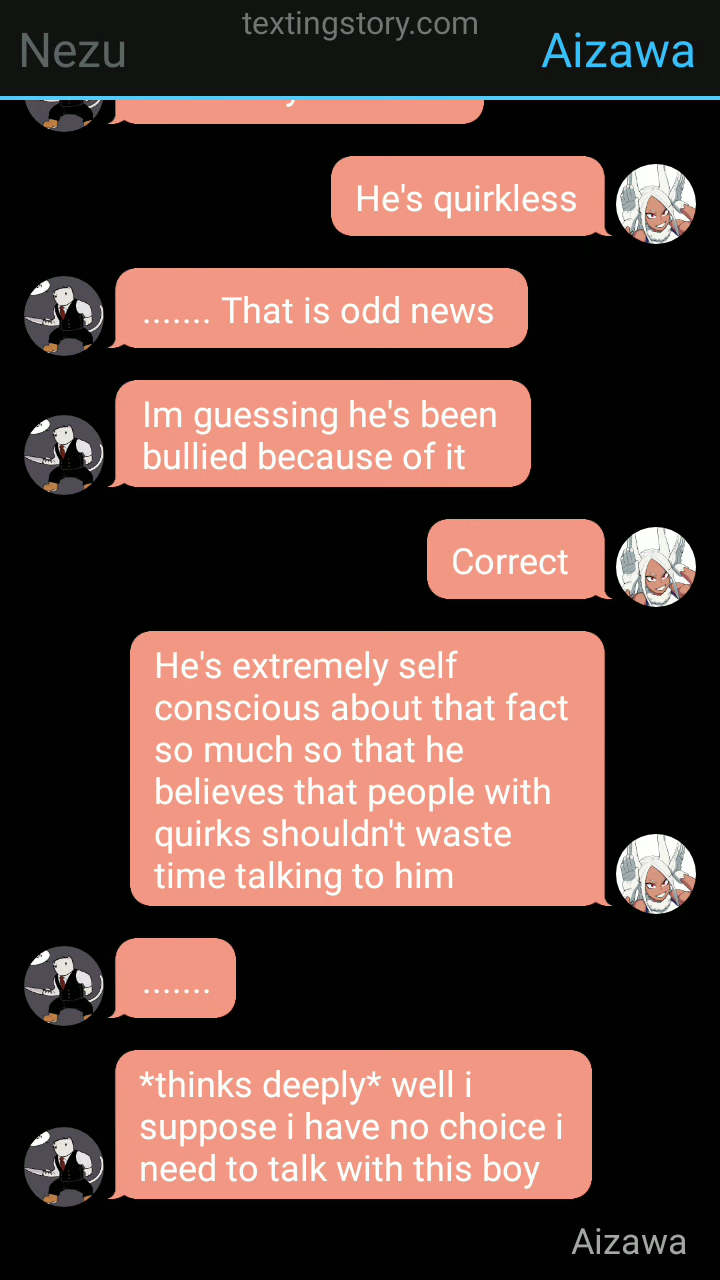 textingstory.com
Nezu
Aizawa
He's quirkless
....... That is odd news
Im guessing he's been
bullied because of it
Correct
He's extremely self
conscious about that fact
so much so that he
believes that people with
quirks shouldn't waste
time talking to him
.......
*thinks deeply* well i
suppose i have no choice i
need to talk with this boy
Aizawa